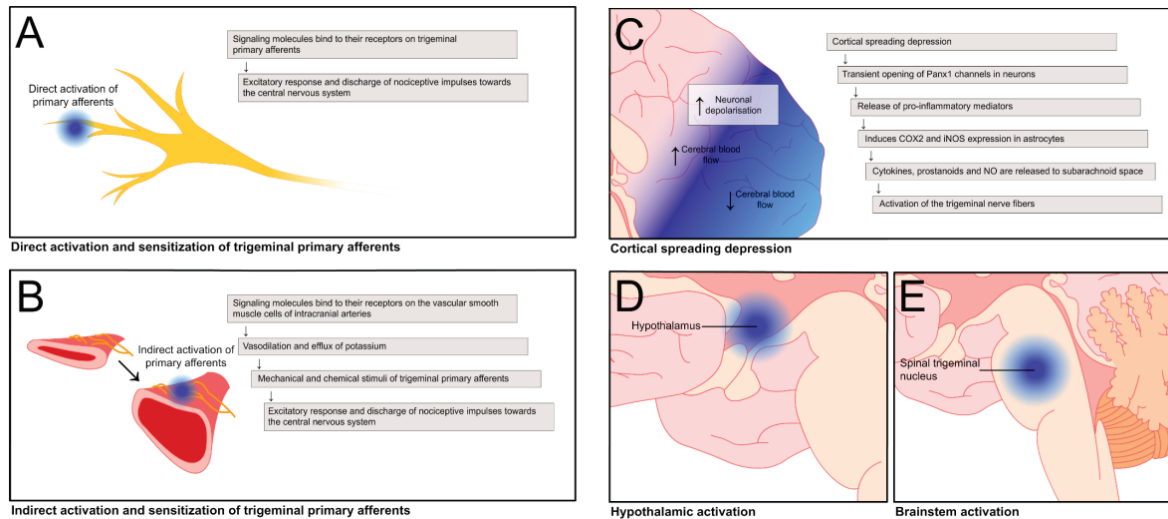 A
Signaling molecules bind to their receptors on trigeminal
primary afferents
↓
Excitatory response and discharge of nociceptive impulses towards
the central nervous system
Direct activation of
primary afferents
Direct activation and sensitization of trigeminal primary afferents
B
Signaling molecules bind to their receptors on the vascular smooth
muscle cells of intracranial arteries
↓
Vasodilation and efflux of potassium
↓
Mechanical and chemical stimuli of trigeminal primary afferents
↓
Excitatory response and discharge of nociceptive impulses towards
the central nervous system
Indirect activation of
primary afferents
Indirect activation and sensitization of trigeminal primary afferents
C
↑ Neuronal
depolarisation
↑ Cerebral blood
flow
↓ Cerebral blood
flow
Cortical spreading depression
↓
Transient opening of Panx1 channels in neurons
↓
Release of pro-inflammatory mediators
↓
Induces COX2 and iNOS expression in astrocytes
↓
Cytokines, prostanoids and NO are released to subarachnoid space
↓
Activation of the trigeminal nerve fibers
Cortical spreading depression
D
Hypothalamus
Hypothalamic activation
E
Spinal trigeminal
nucleus
Brainstem activation